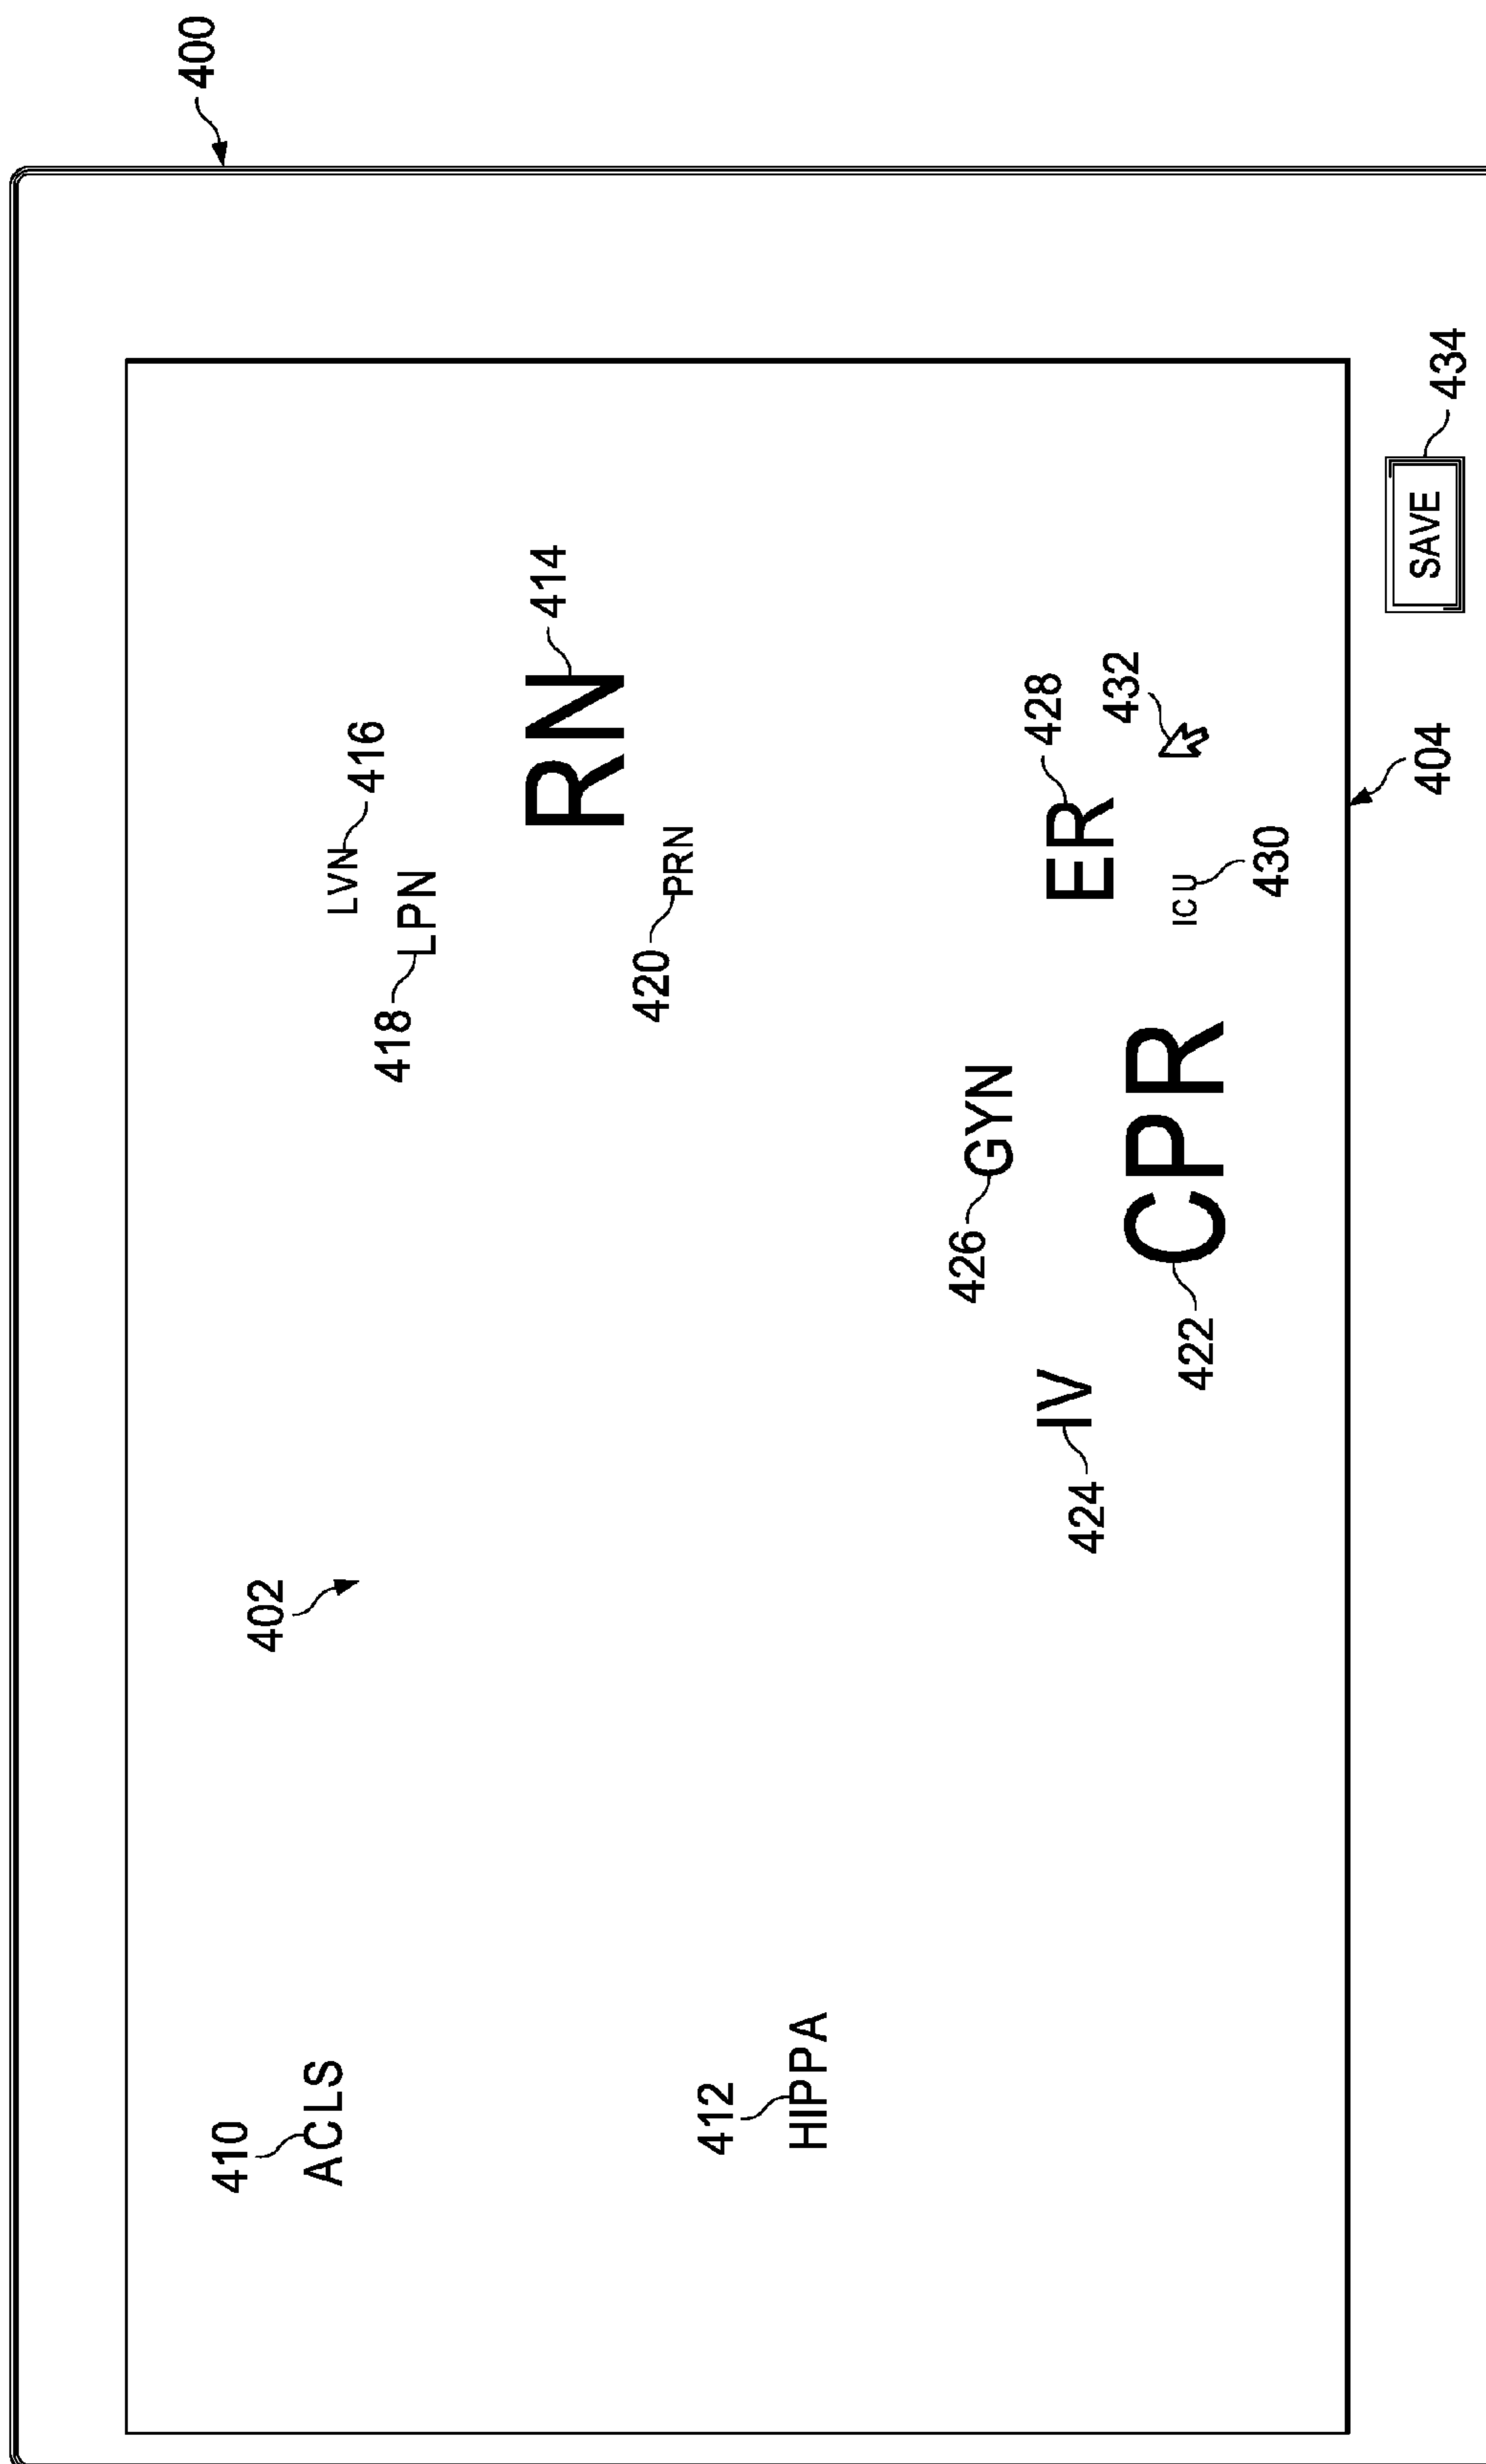 400
410
402
ACLS
LVN 416
418 LPN
414
RN
420 PRN
412
HIPPA
426 GYN
428
IV
ER
424
432
CPR
ICU
422
430
SAVE
404
434